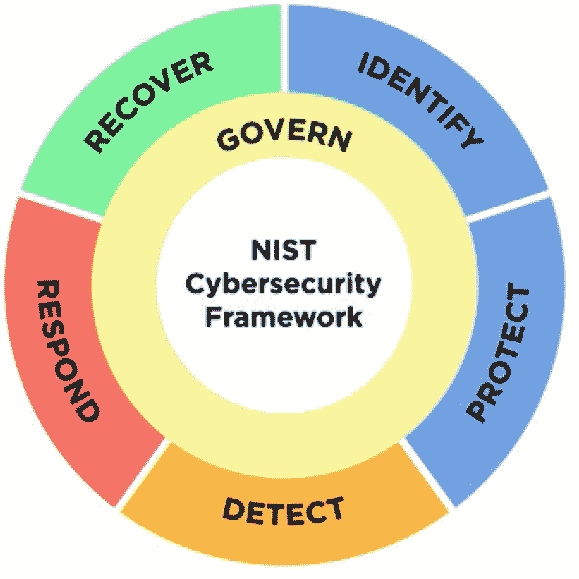 RECOVER
IDENTIFY
GOVERN
NIST
Cybersecurity
Framework
RESPOND
PROTECT
DETECT